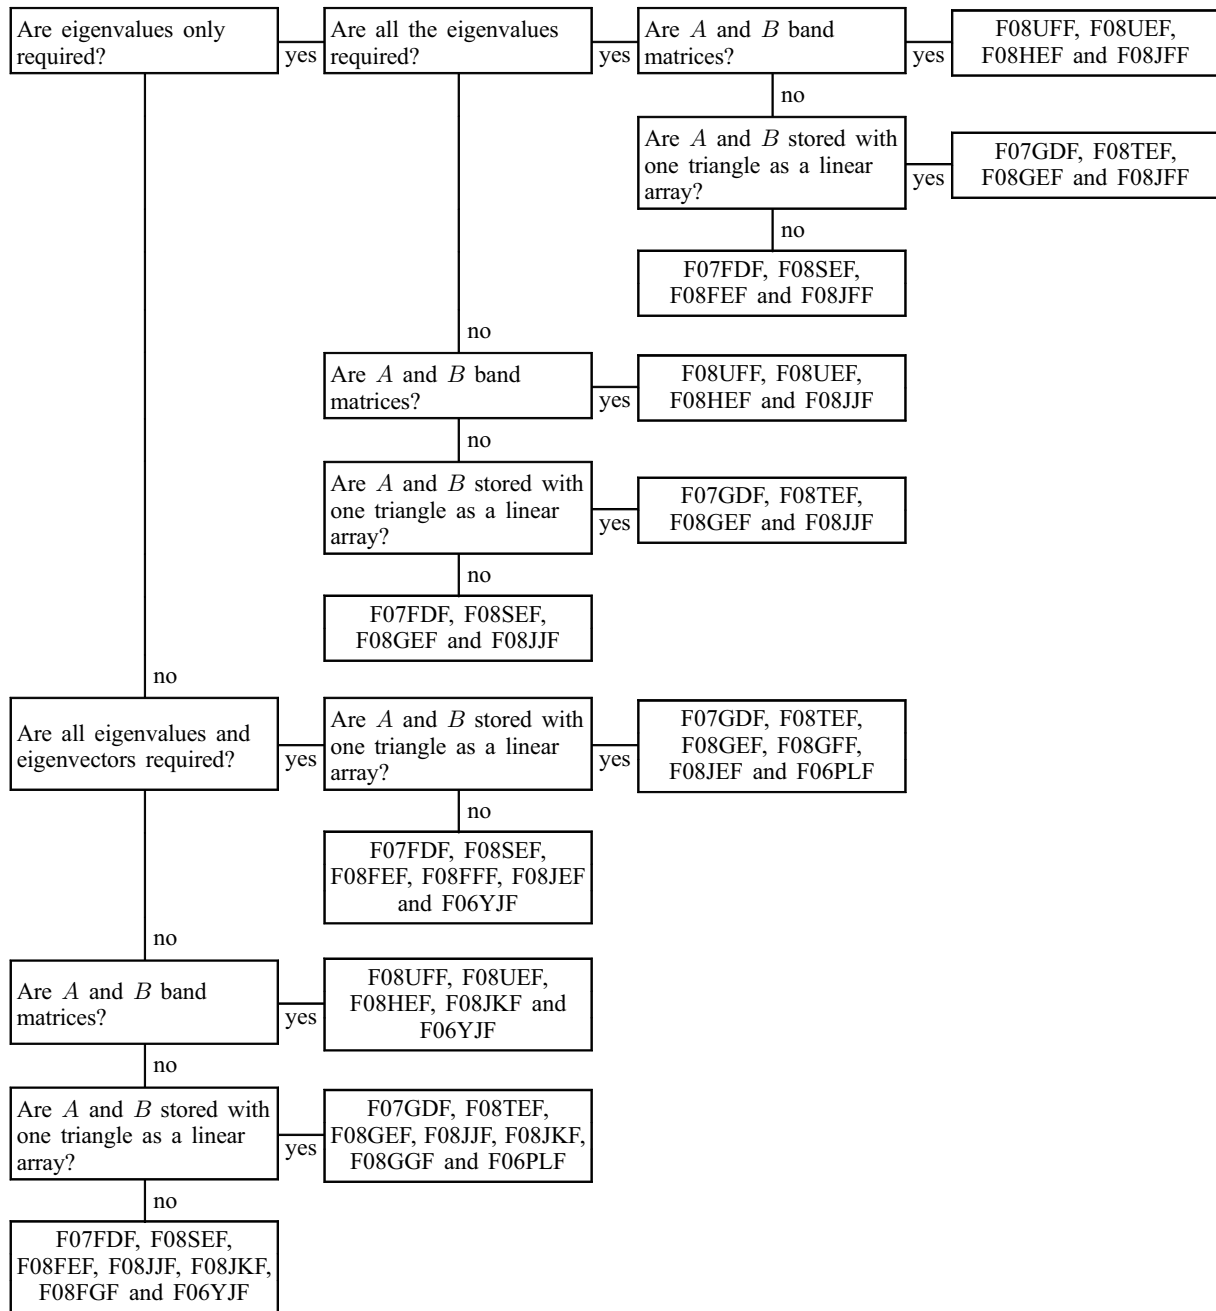 Are eigenvalues only
required?
yes
Are all the eigenvalues
required?
yes
Are A and B band
matrices?
yes
F08UFF, F08UEF,
F08HEF and F08JFF
no
Are A and B stored with
one triangle as a linear
array?
yes
F07GDF, F08TEF,
F08GEF and F08JFF
no
F07FDF, F08SEF,
F08FEF and F08JFF
no
Are A and B band
matrices?
yes
F08UFF, F08UEF,
F08HEF and F08JJF
no
Are A and B stored with
one triangle as a linear
array?
yes
F07GDF, F08TEF,
F08GEF and F08JJF
no
F07FDF, F08SEF,
F08GEF and F08JJF
no
Are all eigenvalues and
eigenvectors required?
yes
Are A and B stored with
one triangle as a linear
array?
yes
F07GDF, F08TEF,
F08GEF, F08GFF,
F08JEF and F06PLF
no
F07FDF, F08SEF,
F08FEF, F08FFF, F08JEF
and F06YJF
no
Are A and B band
matrices?
yes
F08UFF, F08UEF,
F08HEF, F08JKF and
F06YJF
no
Are A and B stored with
one triangle as a linear
array?
yes
F07GDF, F08TEF,
F08GEF, F08JJF, F08JKF,
F08GGF and F06PLF
no
F07FDF, F08SEF,
F08FEF, F08JJF, F08JKF,
F08FGF and F06YJF